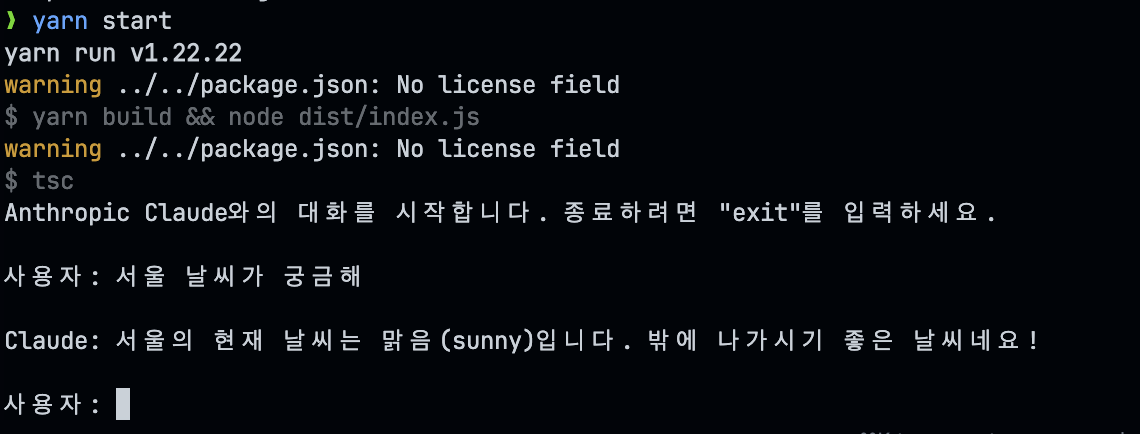 ❯ yarn start
yarn run v1.22.22
warning ../../package.json: No license field
$ yarn build && node dist/index.js
warning ../../package.json: No license field
$ tsc
Anthropic Claude와의 대화를 시작합니다. 종료하려면 "exit"를 입력하세요.
사용자: 서울 날씨가 궁금해
Claude: 서울의 현재 날씨는 맑음(sunny)입니다. 밖에 나가시기 좋은 날씨네요!
사용자: